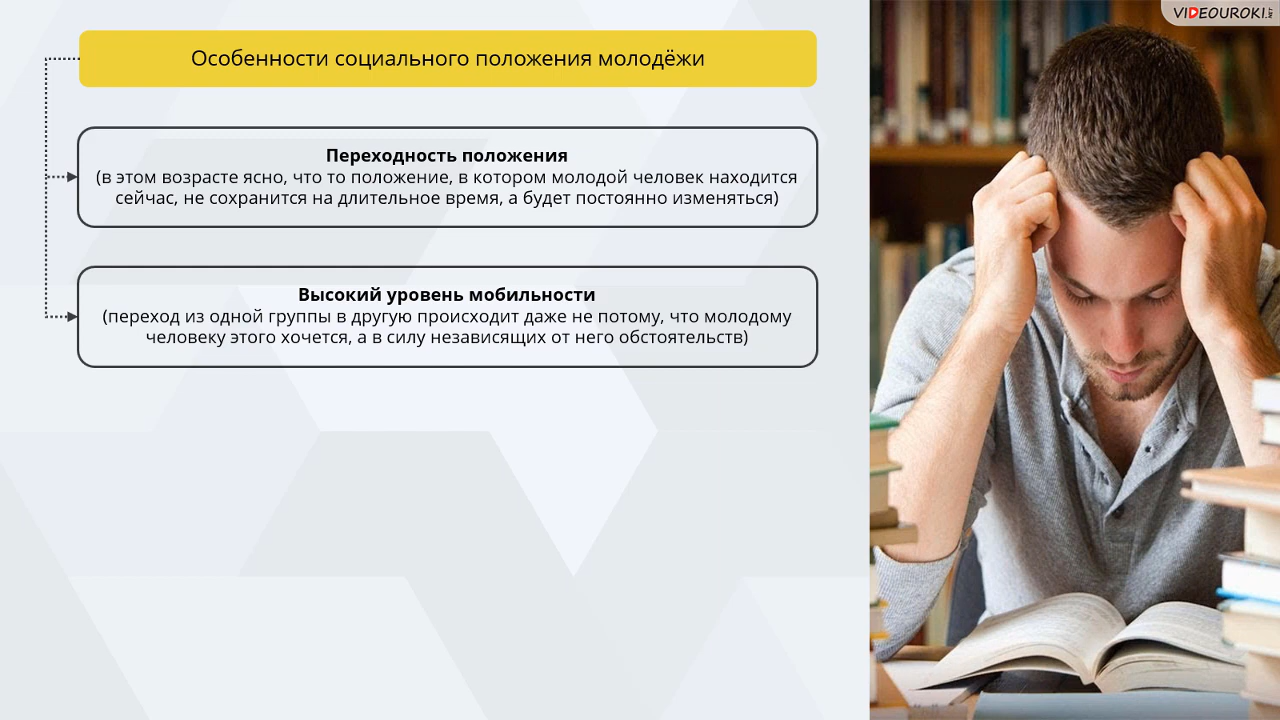 VIDEOUROKI.NET
Особенности социального положения молодёжи
Переходность положения
(в этом возрасте ясно, что то положение, в котором молодой человек находится
сейчас, не сохранится на длительное время, а будет постоянно изменяться)
Высокий уровень мобильности
(переход из одной группы в другую происходит даже не потому, что молодому
человеку этого хочется, а в силу независящих от него обстоятельств)